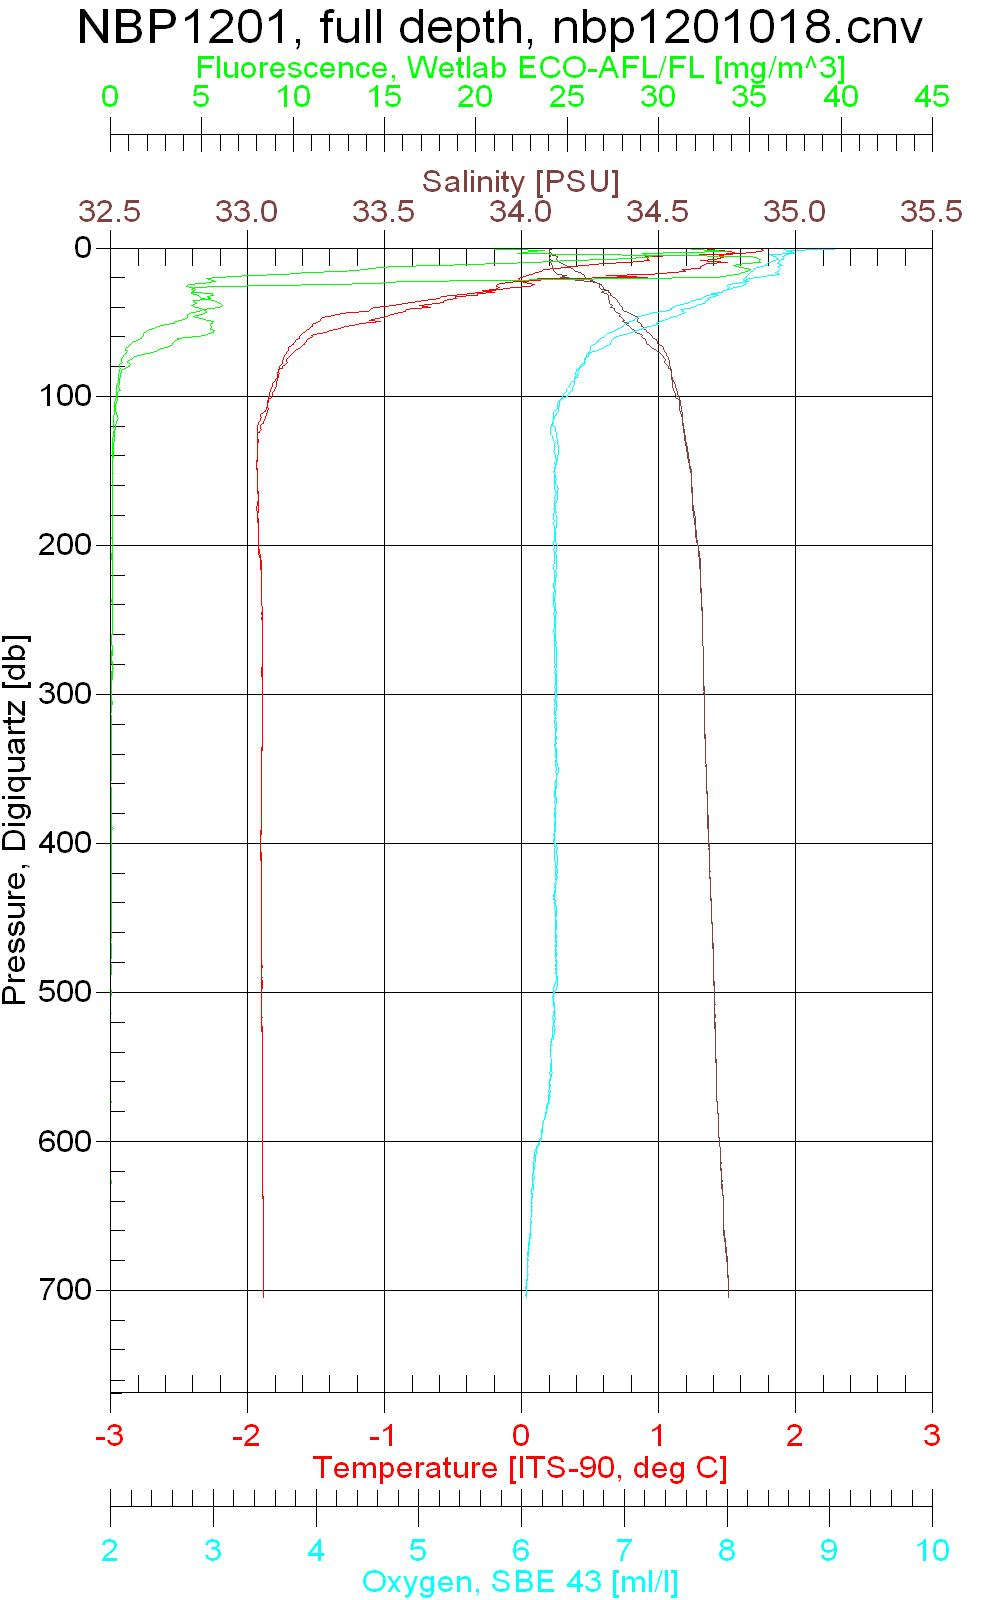 NBP1201, full depth, nbp1201018.cnv
Fluorescence, Wetlab ECO-AFL/FL [mg/m^3]
0 5 10 15 20 25 30 35 40 45
Salinity [PSU]
32.5 33.0 33.5 34.0 34.5 35.0 35.5
0
100
200
300
400
500
600
700
Pressure, Digiquartz [db]
-3 -2 -1 0 1 2 3
Temperature [ITS-90, deg C]
2 3 4 5 6 7 8 9 10
Oxygen, SBE 43 [ml/l]